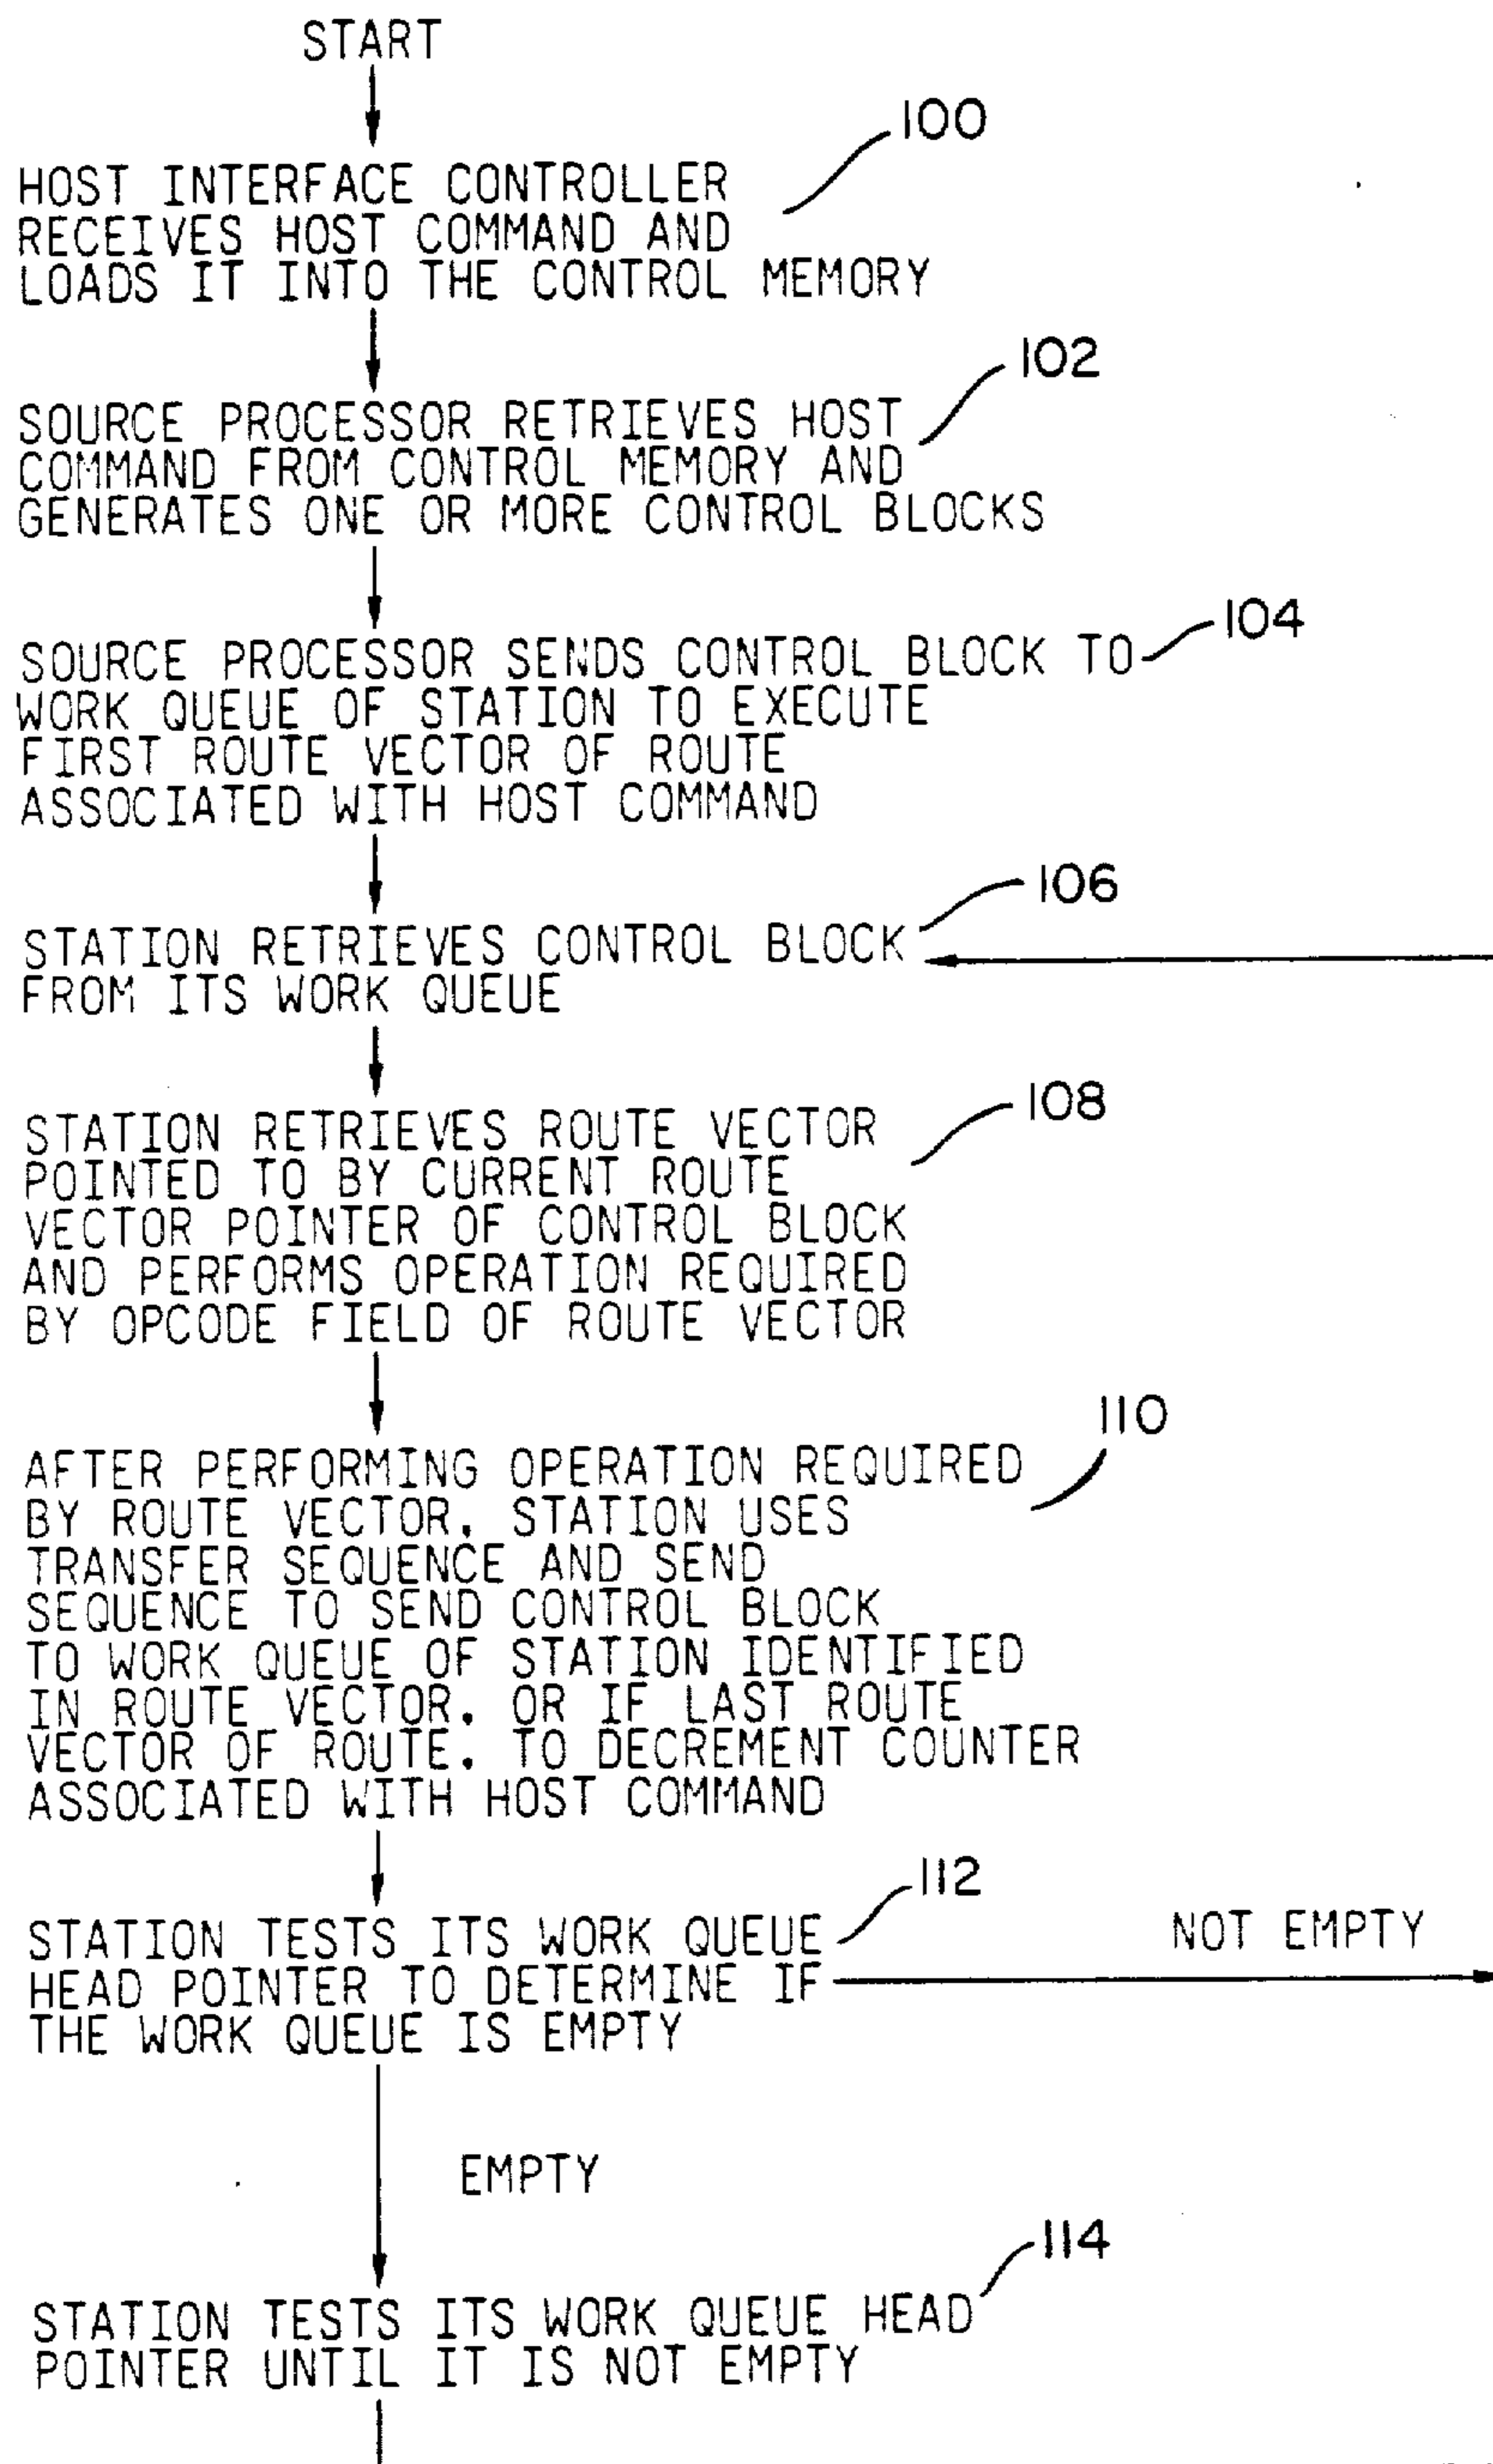 START
100
HOST INTERFACE CONTROLLER
RECEIVES HOST COMMAND AND
LOADS IT INTO THE CONTROL MEMORY
102
SOURCE PROCESSOR RETRIEVES HOST
COMMAND FROM CONTROL MEMORY AND
GENERATES ONE OR MORE CONTROL BLOCKS
104
SOURCE PROCESSOR SENDS CONTROL BLOCK TO
WORK QUEUE OF STATION TO EXECUTE
FIRST ROUTE VECTOR OF ROUTE
ASSOCIATED WITH HOST COMMAND
106
STATION RETRIEVES CONTROL BLOCK
FROM ITS WORK QUEUE
108
STATION RETRIEVES ROUTE VECTOR
POINTED TO BY CURRENT ROUTE
VECTOR POINTER OF CONTROL BLOCK
AND PERFORMS OPERATION REQUIRED
BY OPCODE FIELD OF ROUTE VECTOR
110
AFTER PERFORMING OPERATION REQUIRED
BY ROUTE VECTOR, STATION USES
TRANSFER SEQUENCE AND SEND
SEQUENCE TO SEND CONTROL BLOCK
TO WORK QUEUE OF STATION IDENTIFIED
IN ROUTE VECTOR, OR IF LAST ROUTE
VECTOR OF ROUTE, TO DECREMENT COUNTER
ASSOCIATED WITH HOST COMMAND
112
STATION TESTS ITS WORK QUEUE
HEAD POINTER TO DETERMINE IF
THE WORK QUEUE IS EMPTY
NOT EMPTY
EMPTY
114
STATION TESTS ITS WORK QUEUE HEAD
POINTER UNTIL IT IS NOT EMPTY